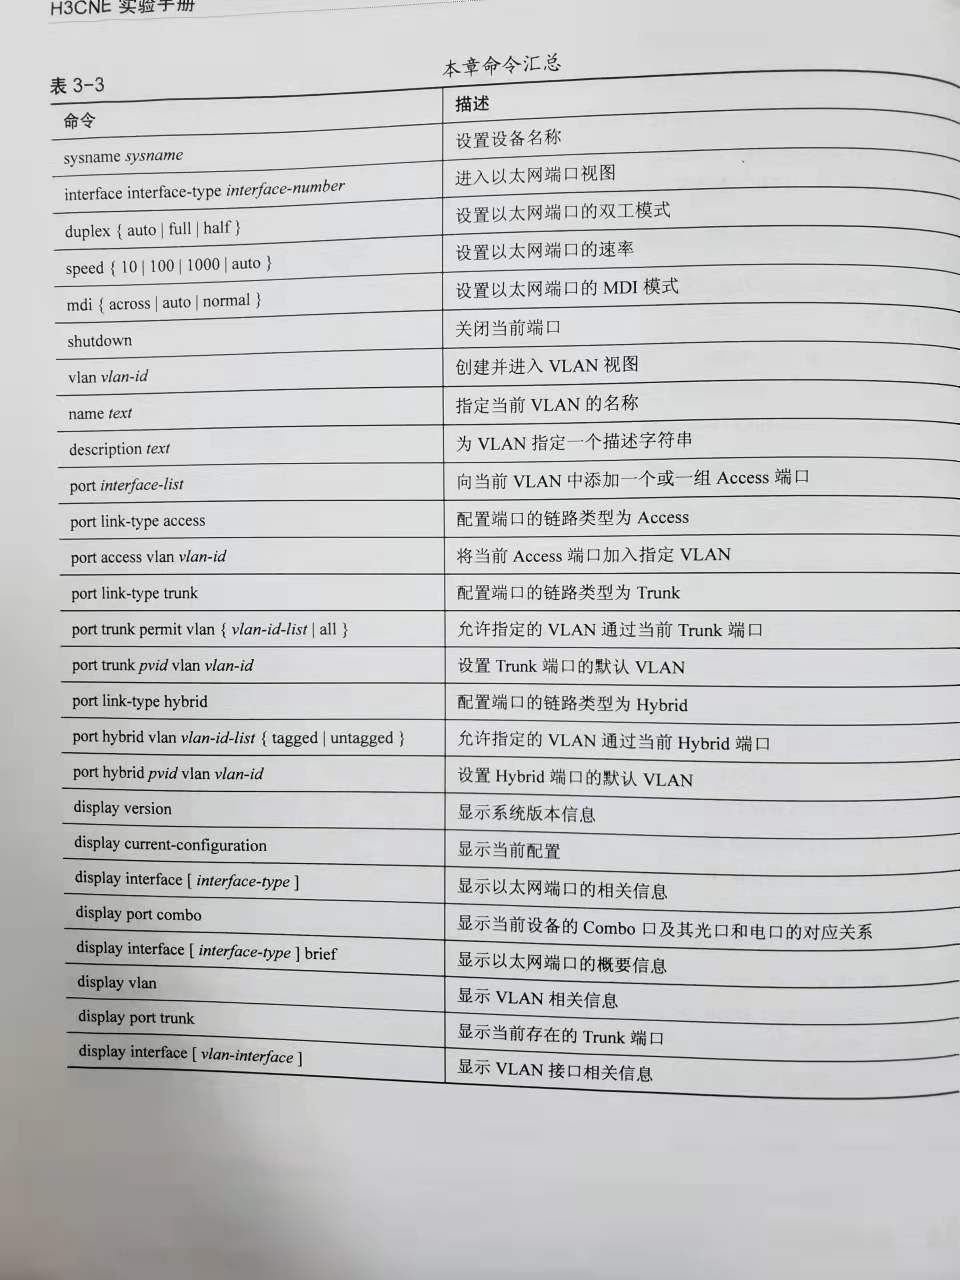 H3CNE 实验手册
表 3-3 本章命令汇总
命令 描述
sysname sysname 设置设备名称
interface interface-type interface-number 进入以太网端口视图
duplex { auto | full | half } 设置以太网端口的双工模式
speed { 10 | 100 | 1000 | auto } 设置以太网端口的速率
mdi { across | auto | normal } 设置以太网端口的 MDI 模式
shutdown 关闭当前端口
vlan vlan-id 创建并进入 VLAN 视图
name text 指定当前 VLAN 的名称
description text 为 VLAN 指定一个描述字符串
port interface-list 向当前 VLAN 中添加一个或一组 Access 端口
port link-type access 配置端口的链路类型为 Access
port access vlan vlan-id 将当前 Access 端口加入指定 VLAN
port link-type trunk 配置端口的链路类型为 Trunk
port trunk permit vlan { vlan-id-list | all } 允许指定的 VLAN 通过当前 Trunk 端口
port trunk pvid vlan vlan-id 设置 Trunk 端口的默认 VLAN
port link-type hybrid 配置端口的链路类型为 Hybrid
port hybrid vlan vlan-id-list { tagged | untagged } 允许指定的 VLAN 通过当前 Hybrid 端口
port hybrid pvid vlan vlan-id 设置 Hybrid 端口的默认 VLAN
display version 显示系统版本信息
display current-configuration 显示当前配置
display interface [ interface-type ] 显示以太网端口的相关信息
display port combo 显示当前设备的 Combo 口及其光口和电口的对应关系
display interface [ interface-type ] brief 显示以太网端口的概要信息
display vlan 显示 VLAN 相关信息
display port trunk 显示当前存在的 Trunk 端口
display interface [ vlan-interface ] 显示 VLAN 接口相关信息